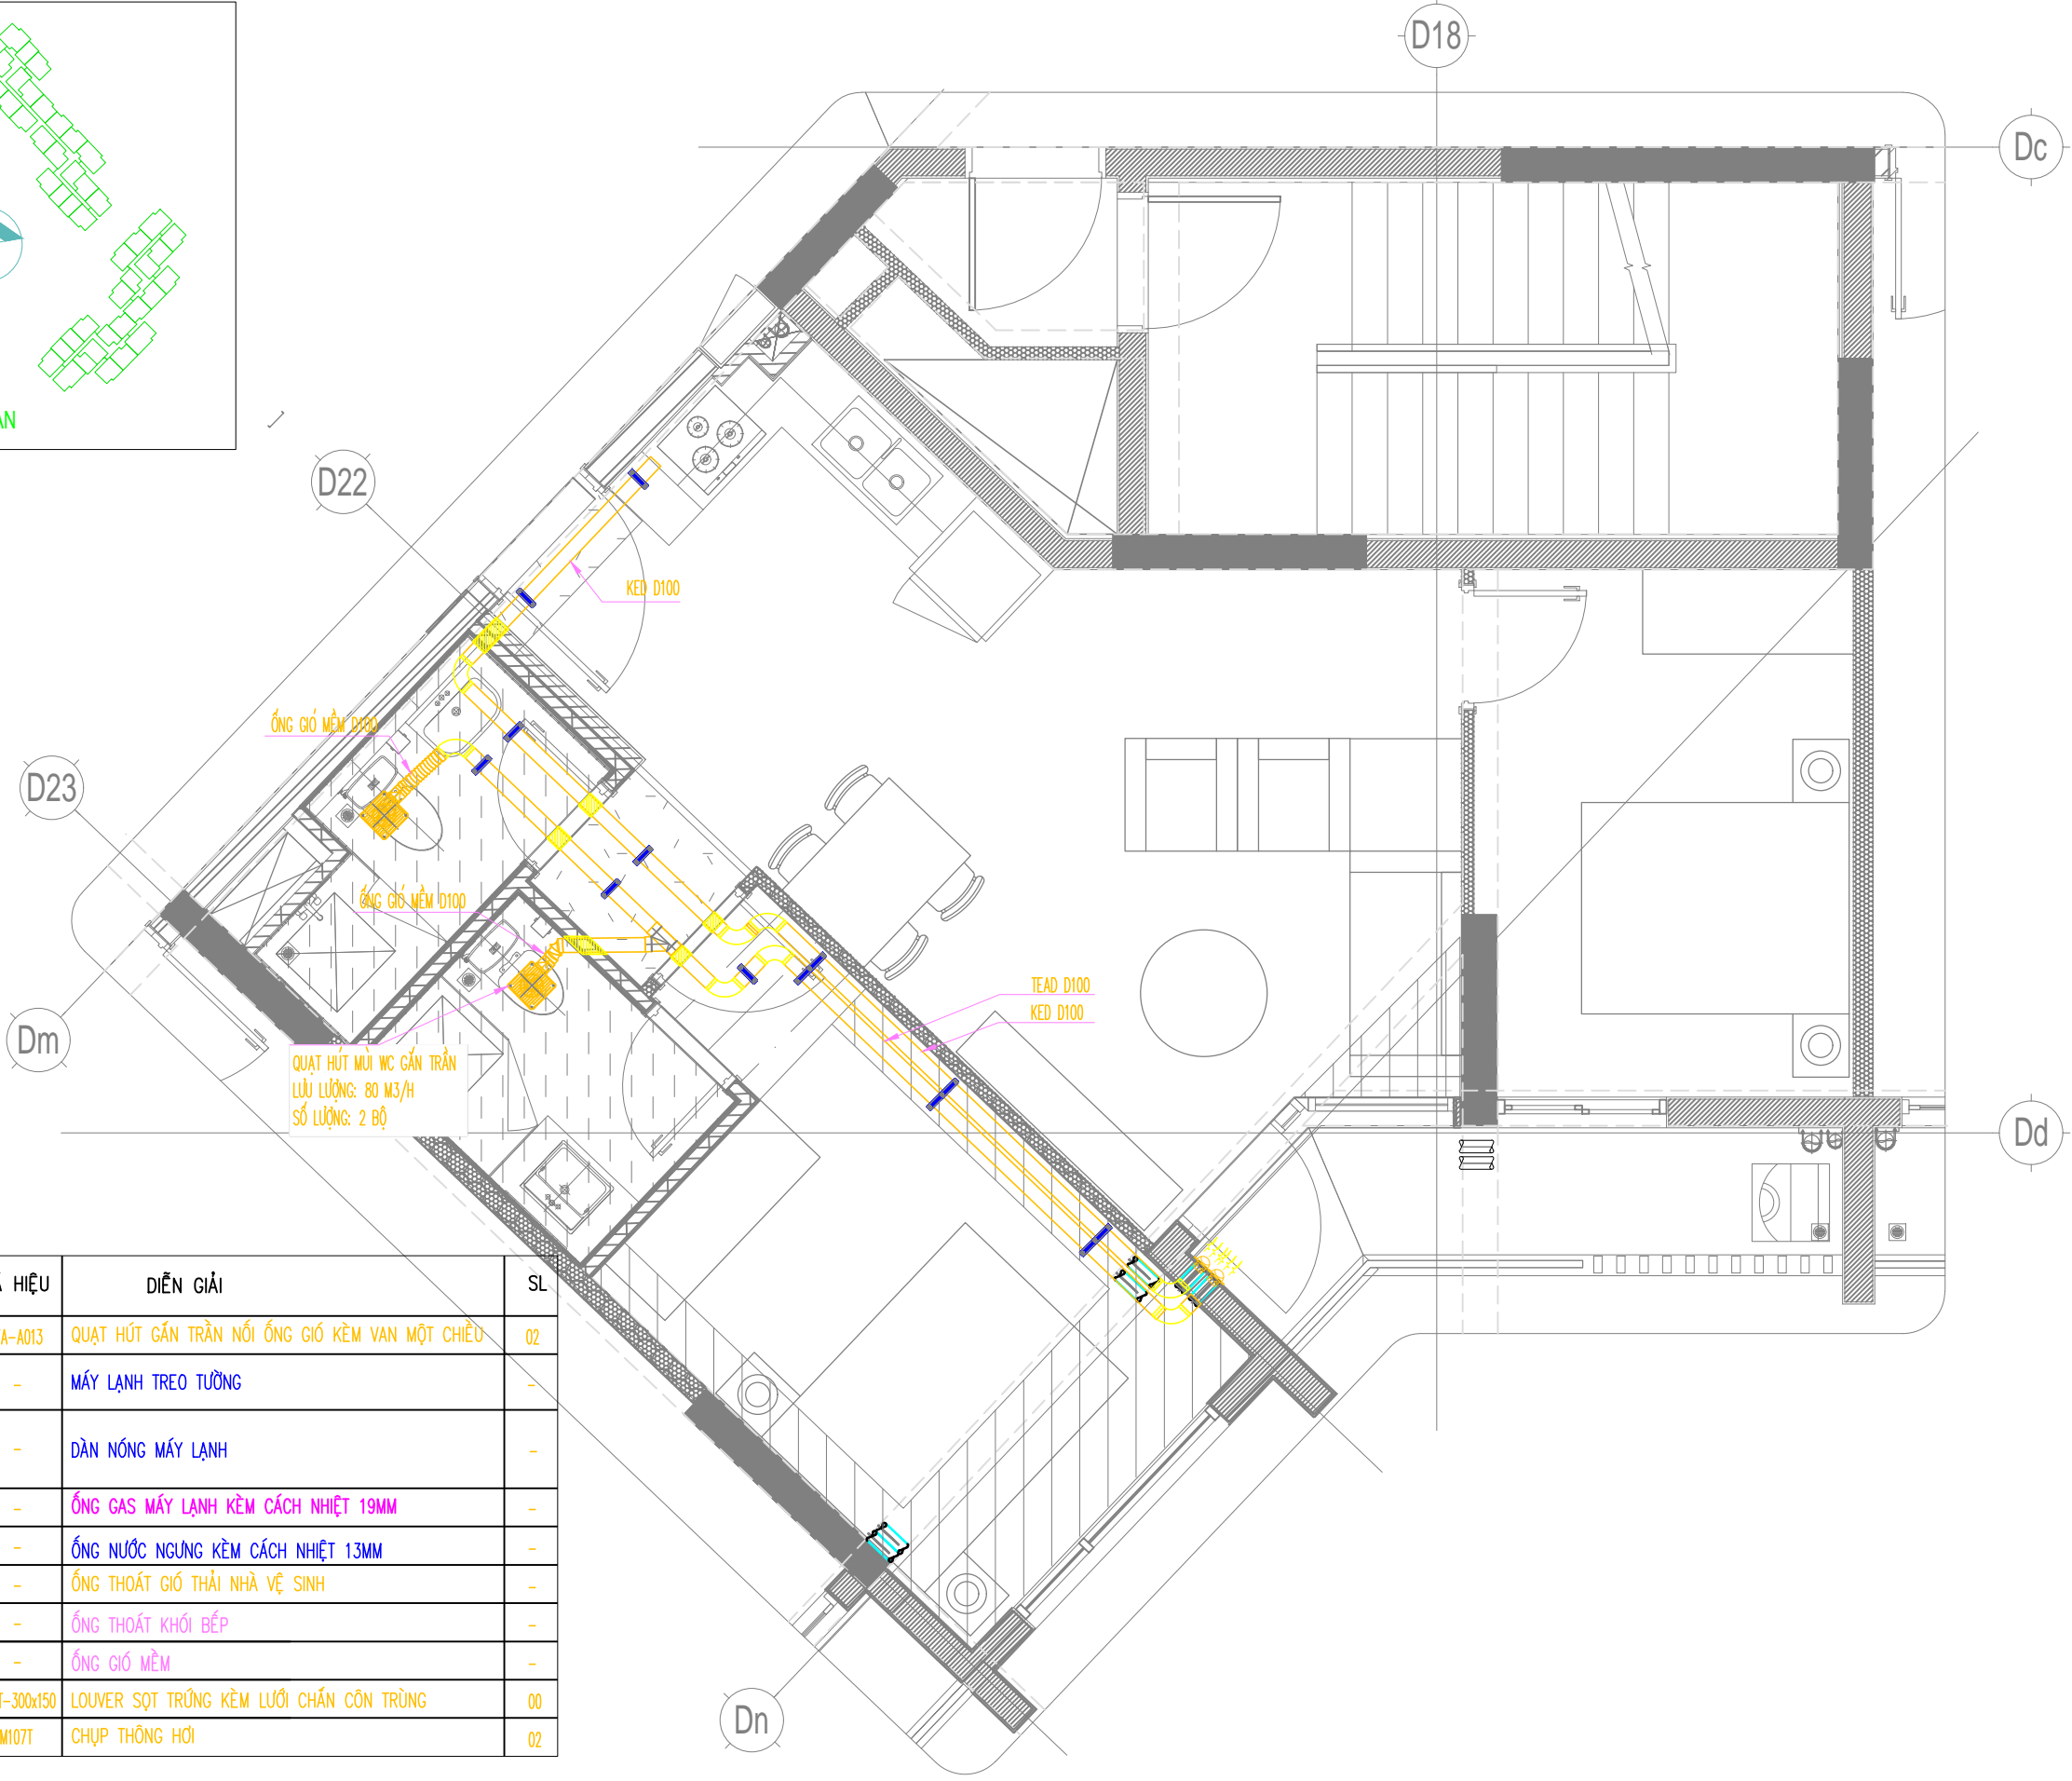 D18
Dc
D22
KED D100
ỐNG GIÓ MỀM D100
D23
ỐNG GIÓ MỀM D100
TEAD D100
KED D100
Dm
QUẠT HÚT MÙI WC GẮN TRẦN
LƯU LƯỢNG: 80 M3/H
SỐ LƯỢNG: 2 BỘ
Dd
HIỆU DIỄN GIẢI SL
A-A013 QUẠT HÚT GẮN TRẦN NỐI ỐNG GIÓ KÈM VAN MỘT CHIỀU 02
- MÁY LẠNH TREO TƯỜNG -
- DÀN NÓNG MÁY LẠNH -
- ỐNG GAS MÁY LẠNH KÈM CÁCH NHIỆT 19MM -
- ỐNG NƯỚC NGƯNG KÈM CÁCH NHIỆT 13MM -
- ỐNG THOÁT GIÓ THẢI NHÀ VỆ SINH -
- ỐNG THOÁT KHÓI BẾP -
- ỐNG GIÓ MỀM -
T-300x150 LOUVER SỌT TRỨNG KÈM LƯỚI CHẮN CÔN TRÙNG 00
M107T CHỤP THÔNG HƠI 02
Dn